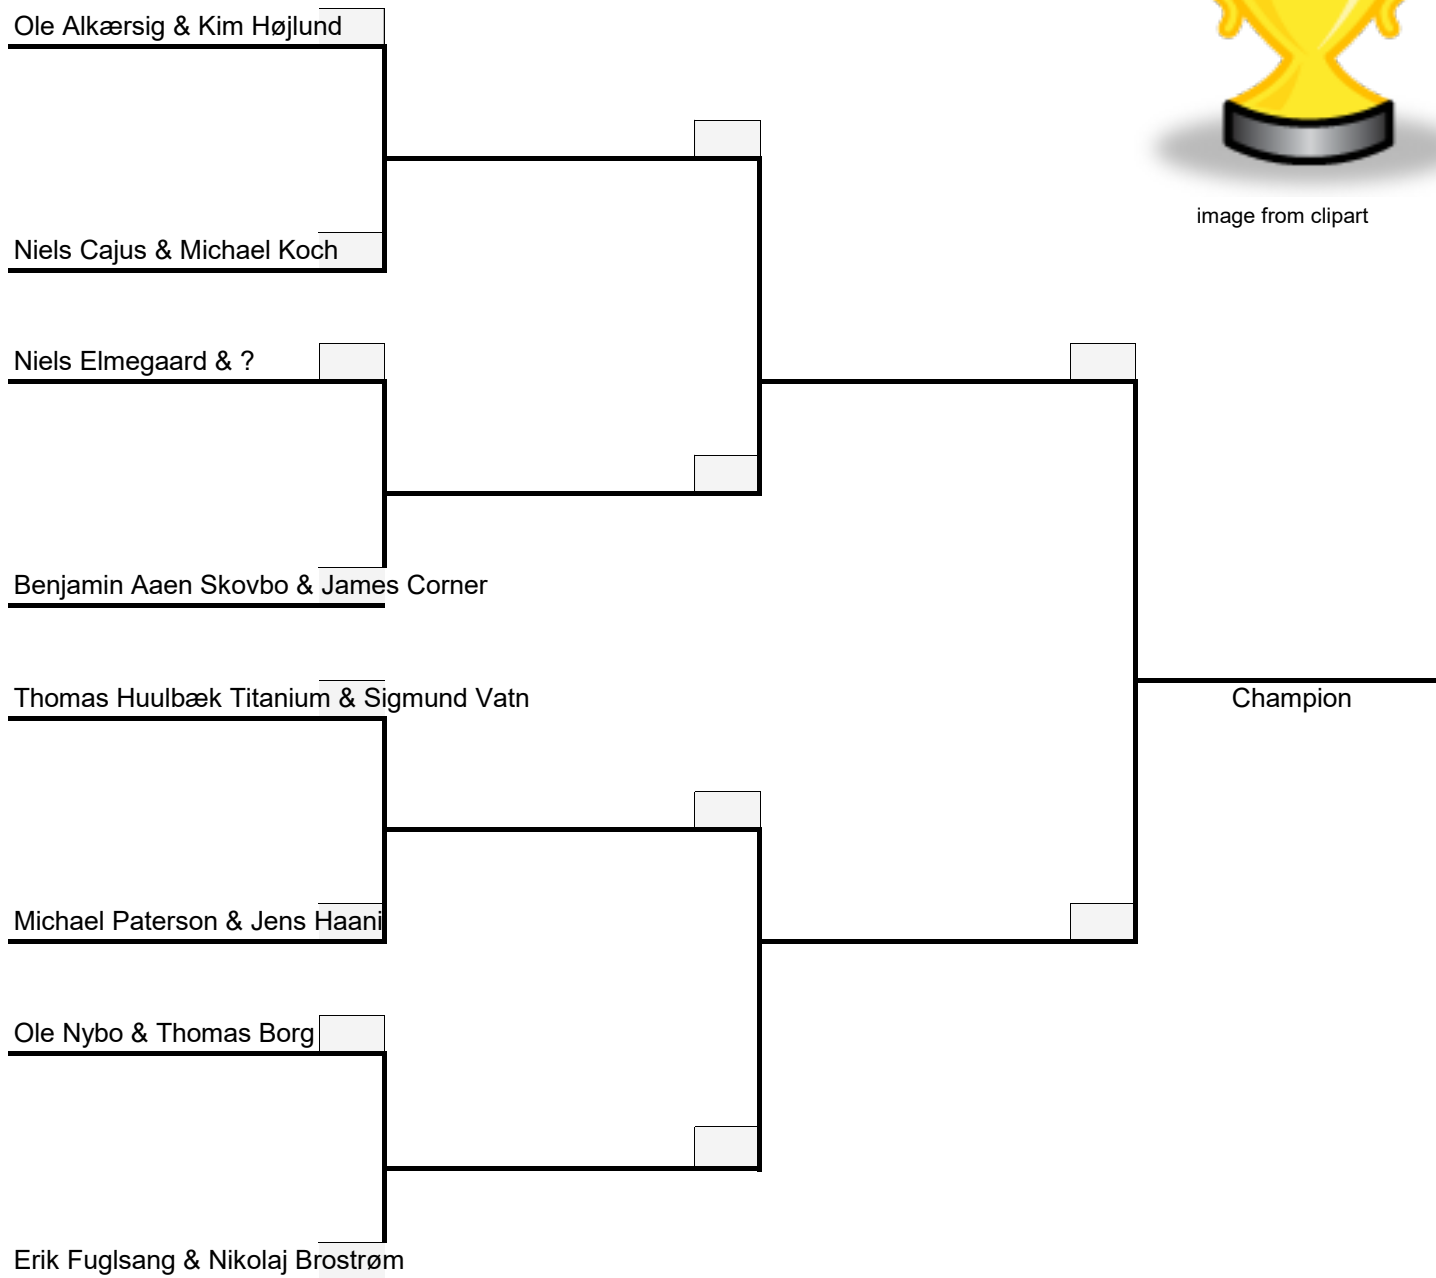 Ole Alkærsig & Kim Højlund
image from clipart
Niels Cajus & Michael Koch
Niels Elmegaard & ?
Benjamin Aaen Skovbo & James Corner
Thomas Huulbæk Titanium & Sigmund Vatn
Champion
Michael Paterson & Jens Haani
Ole Nybo & Thomas Borg
Erik Fuglsang & Nikolaj Brostrøm